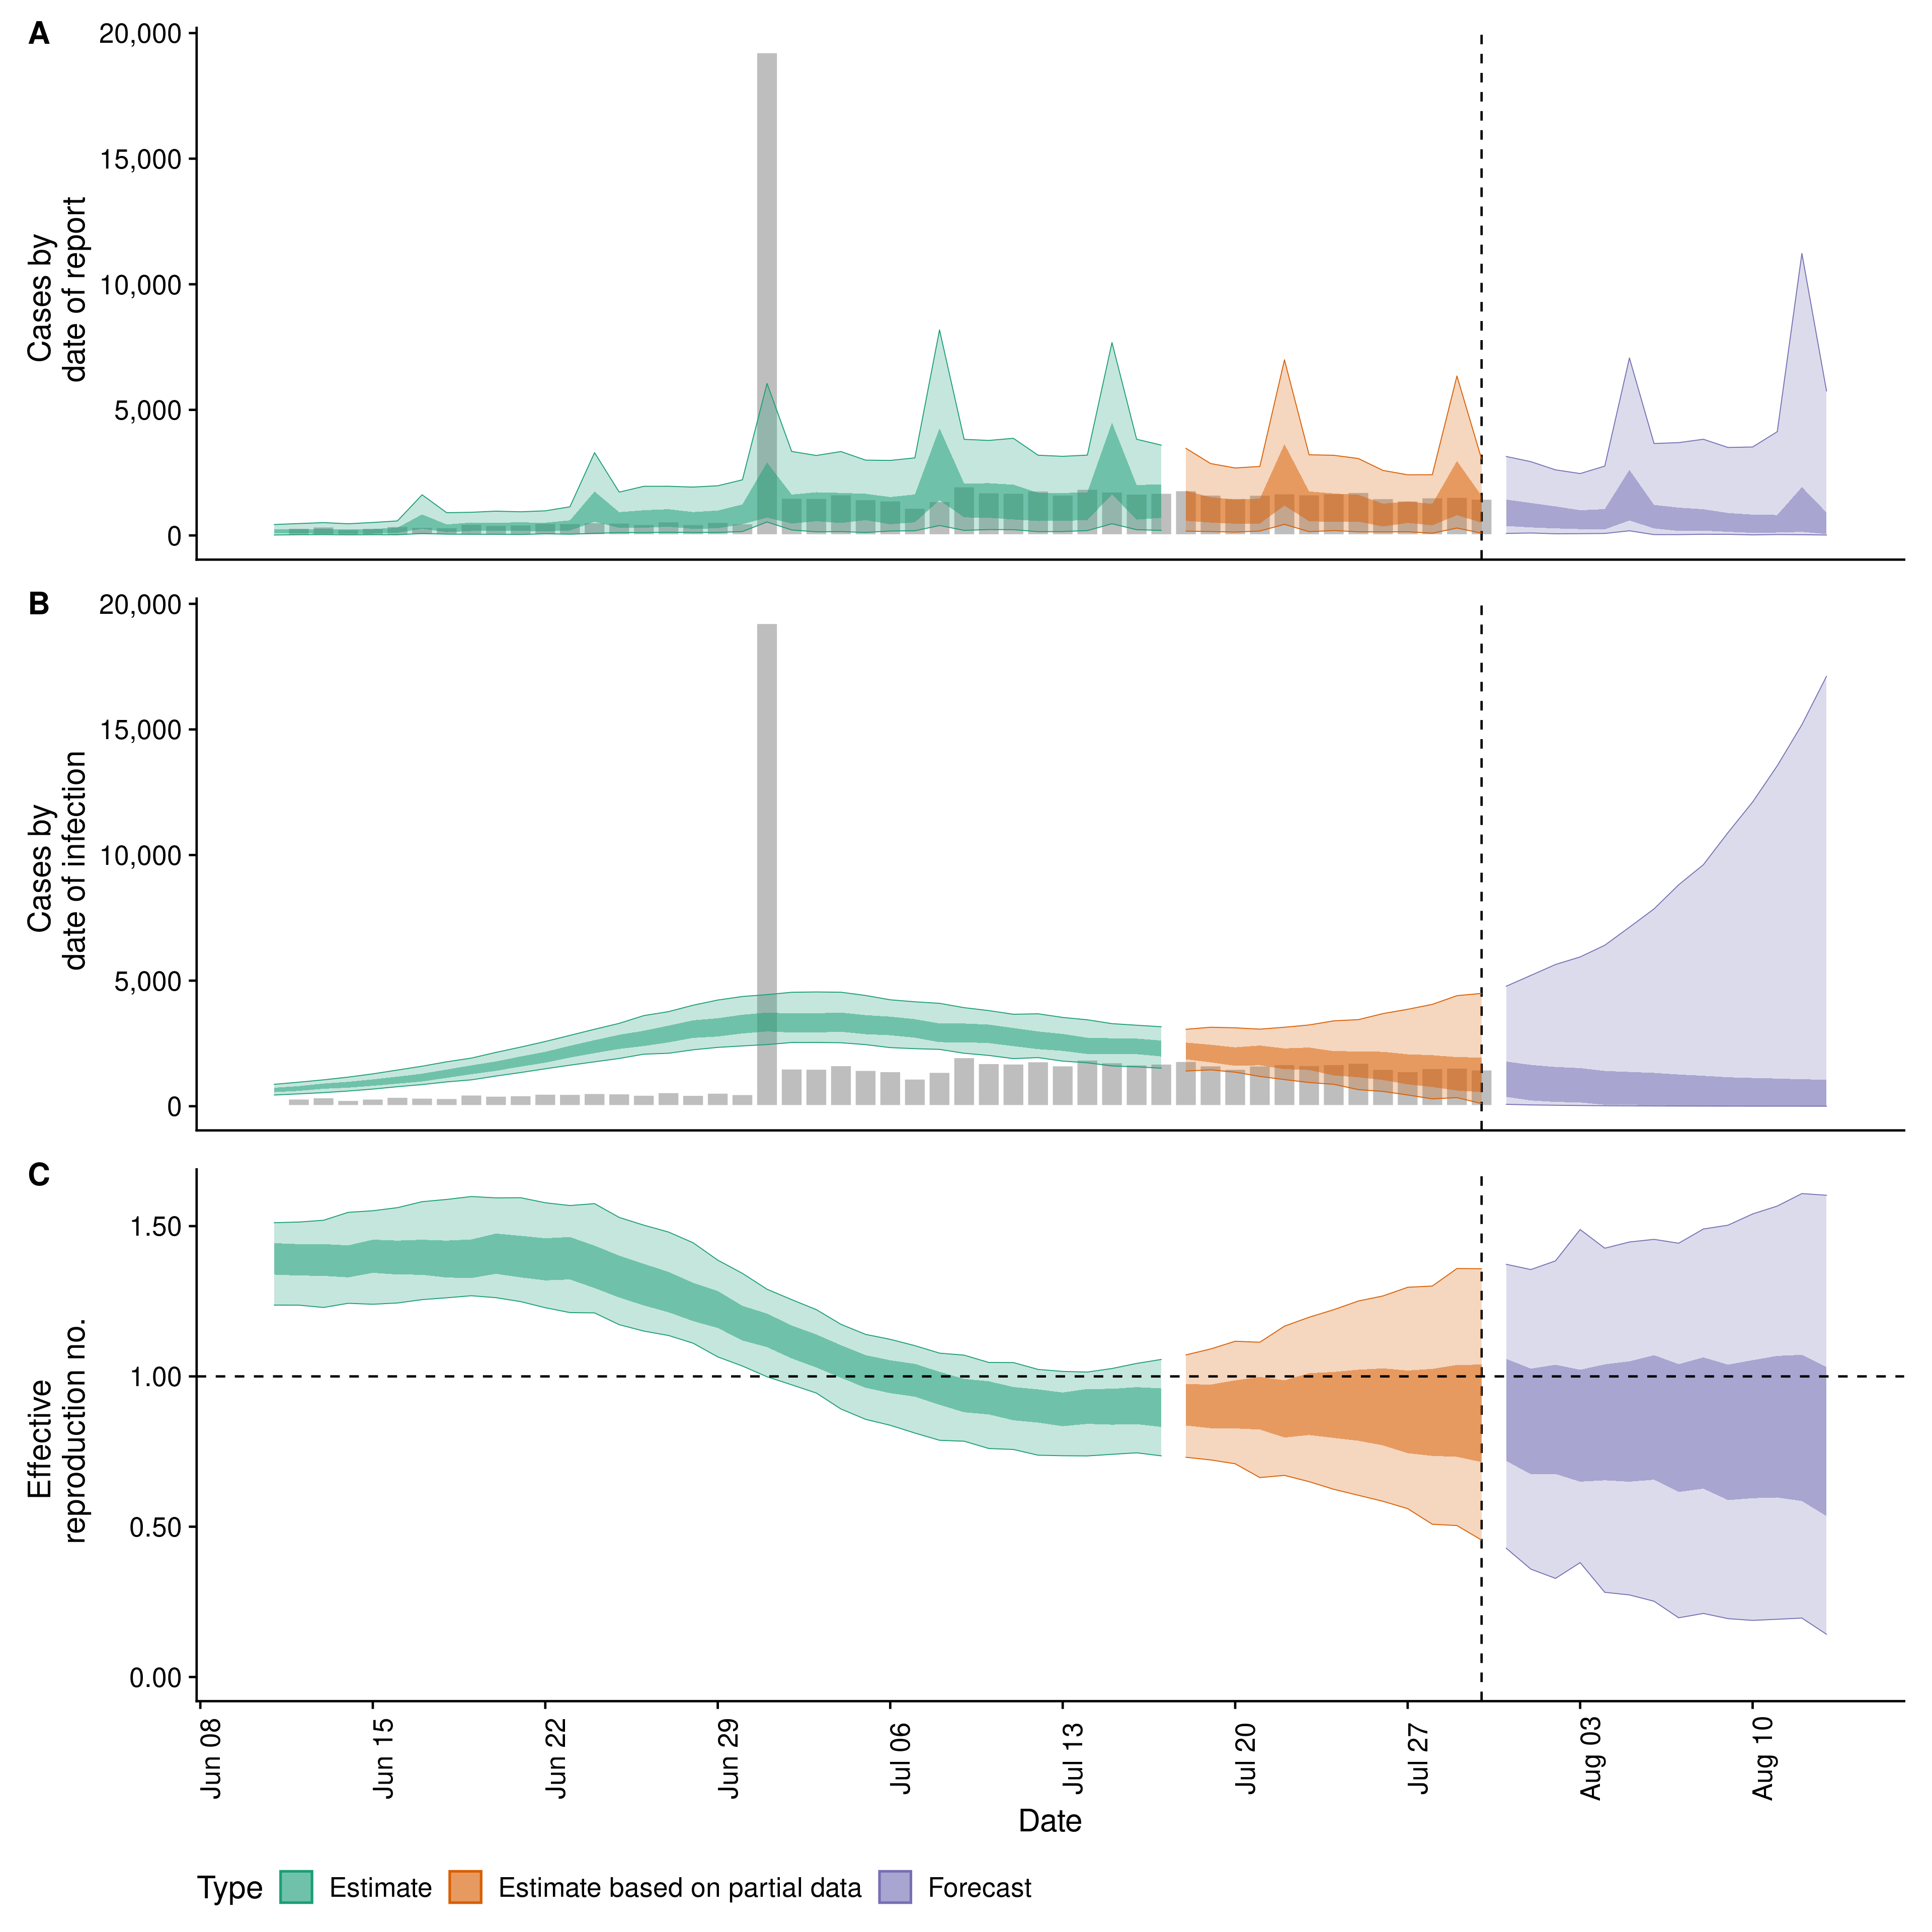 A
20,000
15,000
10,000
5,000
0
Cases by
date of report
B
20,000
15,000
10,000
5,000
0
Cases by
date of infection
C
1.50
1.00
0.50
0.00
Effective
reproduction no.
Jun 08
Jun 15
Jun 22
Jun 29
Jul 06
Jul 13
Jul 20
Jul 27
Aug 03
Aug 10
Date
Type Estimate Estimate based on partial data Forecast